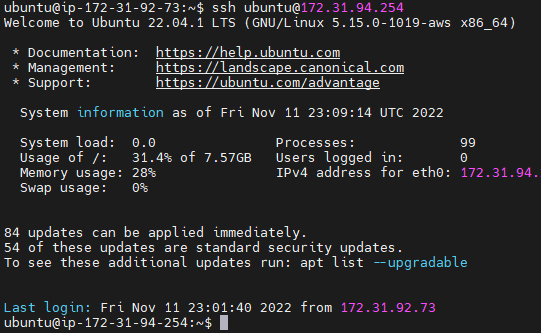 ubuntu@ip-172-31-92-73:~$ ssh ubuntu@172.31.94.254
Welcome to Ubuntu 22.04.1 LTS (GNU/Linux 5.15.0-1019-aws x86_64)
* Documentation: https://help.ubuntu.com
* Management: https://landscape.canonical.com
* Support: https://ubuntu.com/advantage
System information as of Fri Nov 11 23:09:14 UTC 2022
System load: 0.0 Processes: 99
Usage of /: 31.4% of 7.57GB Users logged in: 0
Memory usage: 28% IPv4 address for eth0: 172.31.94.
Swap usage: 0%
84 updates can be applied immediately.
54 of these updates are standard security updates.
To see these additional updates run: apt list --upgradable
Last login: Fri Nov 11 23:01:40 2022 from 172.31.92.73
ubuntu@ip-172-31-94-254:~$